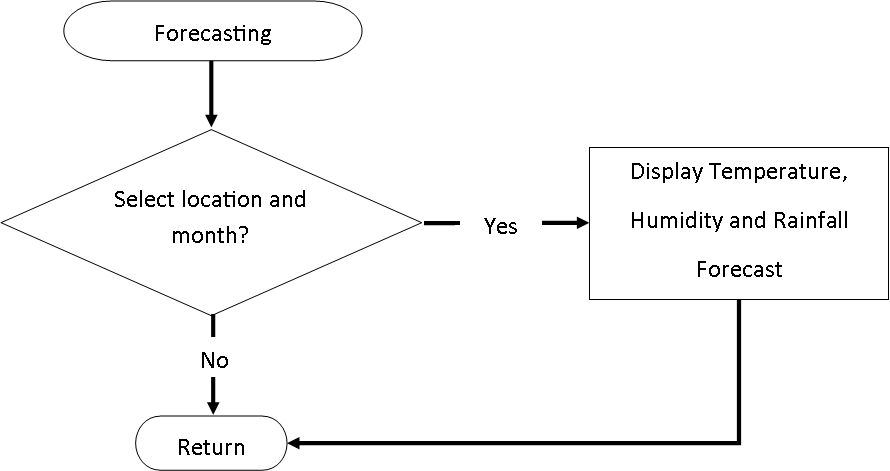 Forecasting
Select location and
month?
Yes
Display Temperature,
Humidity and Rainfall
Forecast
No
Return